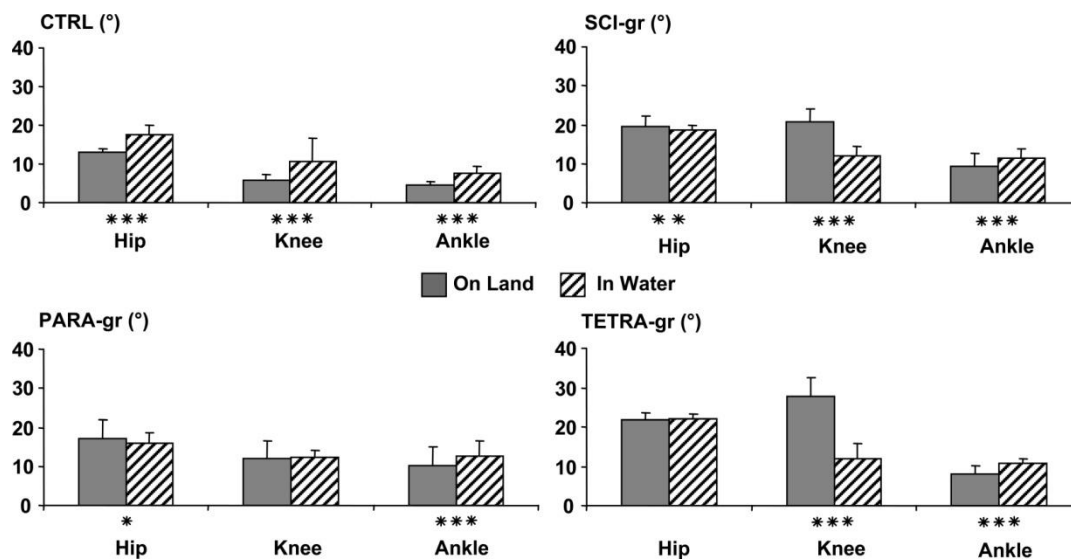 CTRL (°)
40
30
20
10
0
*** *** ***
Hip Knee Ankle
SCI-gr (°)
40
30
20
10
0
** *** ***
Hip Knee Ankle
On Land In Water
PARA-gr (°)
40
30
20
10
0
* ***
Hip Knee Ankle
TETRA-gr (°)
40
30
20
10
0
*** ***
Hip Knee Ankle